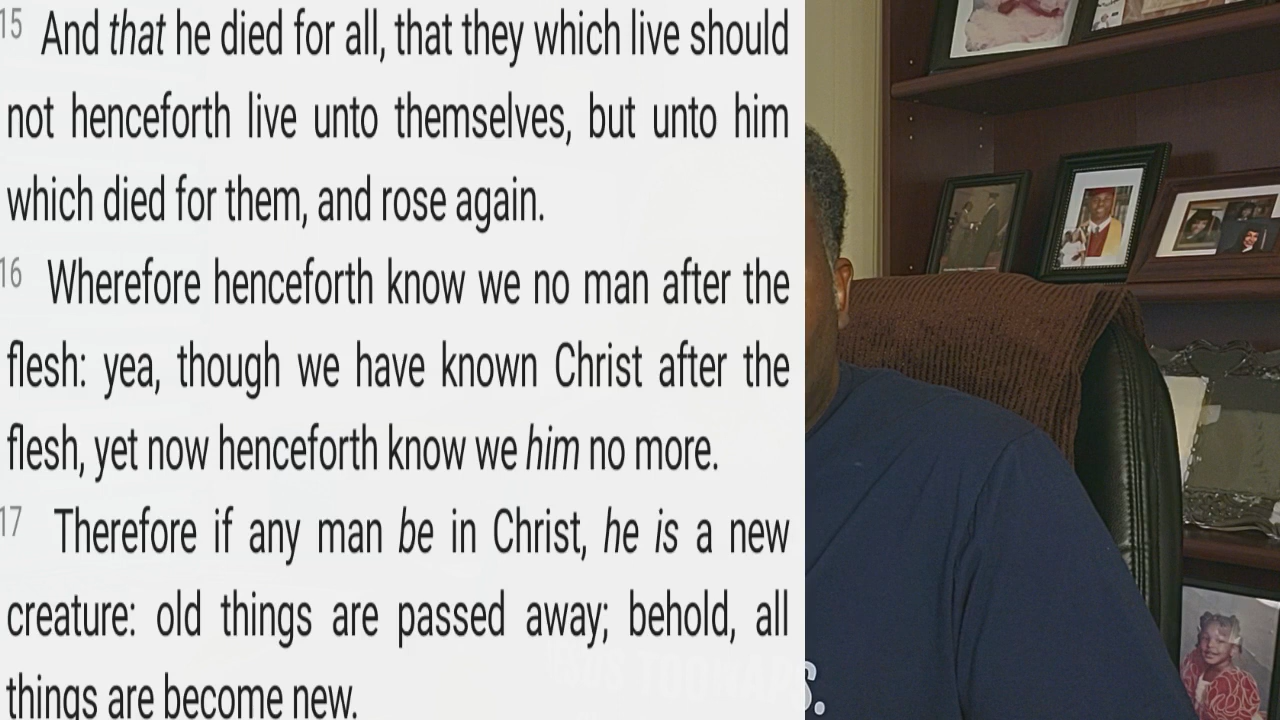 15 And that he died for all, that they which live should
not henceforth live unto themselves, but unto him
which died for them, and rose again.
16 Wherefore henceforth know we no man after the
flesh: yea, though we have known Christ after the
flesh, yet now henceforth know we him no more.
17 Therefore if any man be in Christ, he is a new
creature: old things are passed away; behold, all
things are become new.